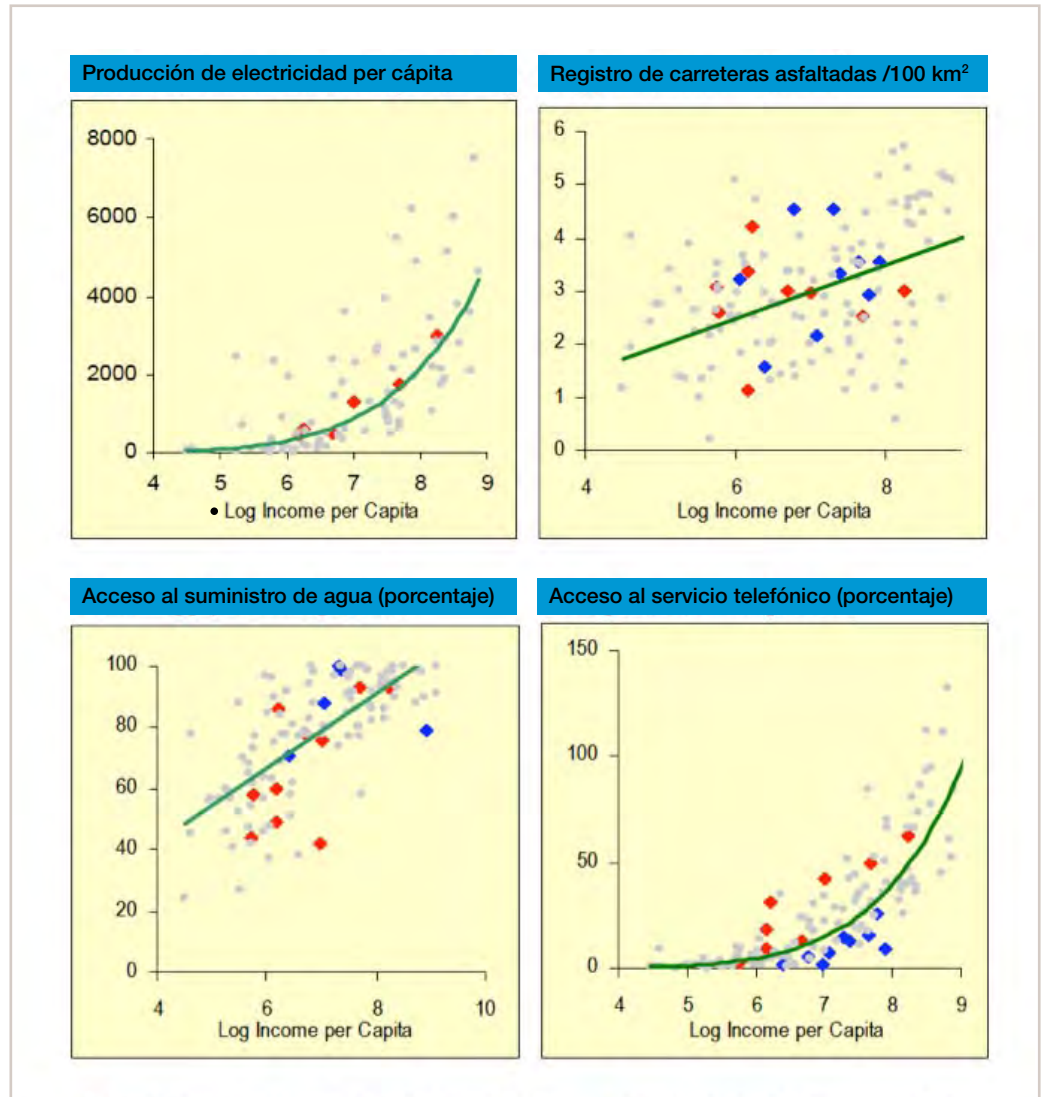 Producción de electricidad per cápita
8000
6000
4000
2000
0
4 5 6 7 8 9
• Log Income per Capita
Registro de carreteras asfaltadas /100 km²
6
5
4
3
2
1
0
4 6 8
Log Income per Capita
Acceso al suministro de agua (porcentaje)
100
80
60
40
20
0
4 6 8 10
Log Income per Capita
Acceso al servicio telefónico (porcentaje)
150
100
50
0
4 5 6 7 8 9
Log Income per Capita